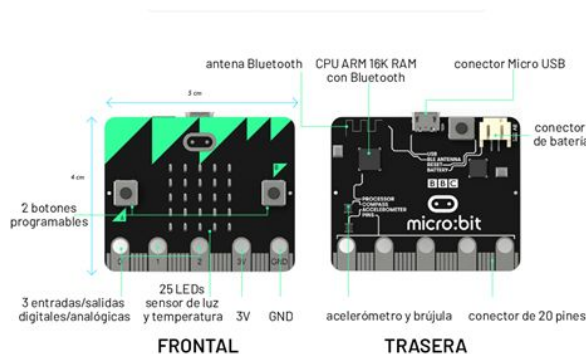 antena Bluetooth
CPU ARM 16K RAM
con Bluetooth
conector Micro USB
5 cm
conector
de batería
4 cm
USB
BLE ANTENNA
RESET
BATTERY
BBC
PROCESSOR
COMPASS
ACCELEROMETER
PINS
micro:bit
2 botones
programables
A
B
0
1
2
3V
GND
3 entradas/salidas
digitales/analógicas
25 LEDs
sensor de luz
y temperatura
3V
GND
acelerómetro y brújula
conector de 20 pines
FRONTAL
TRASERA